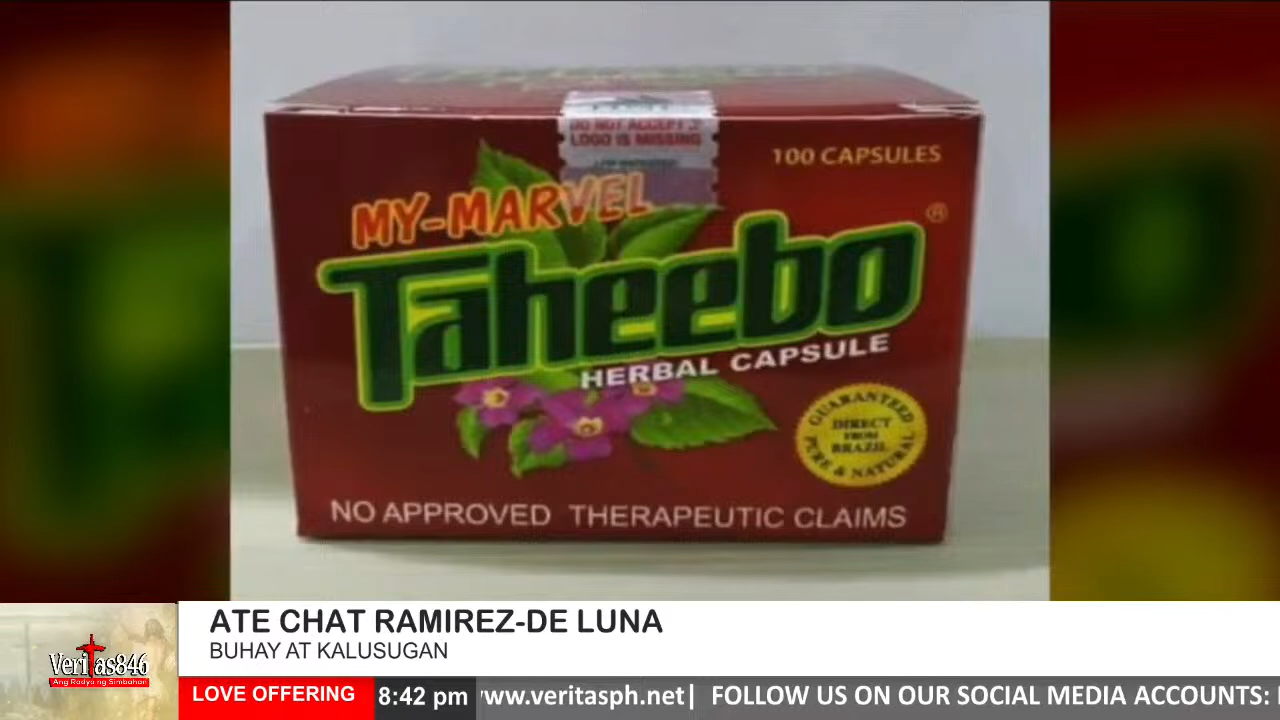 DO NOT ACCEPT IF
LOGO IS MISSING
100 CAPSULES
MY-MARVEL
Taheebo ®
HERBAL CAPSULE
GUARANTEED
DIRECT
FROM
BRAZIL
PURE & NATURAL
NO APPROVED THERAPEUTIC CLAIMS
ATE CHAT RAMIREZ-DE LUNA
BUHAY AT KALUSUGAN
Veritas846
Ang Radyo ng Simbahan
LOVE OFFERING
8:42 pm
www.veritasph.net| FOLLOW US ON OUR SOCIAL MEDIA ACCOUNTS: